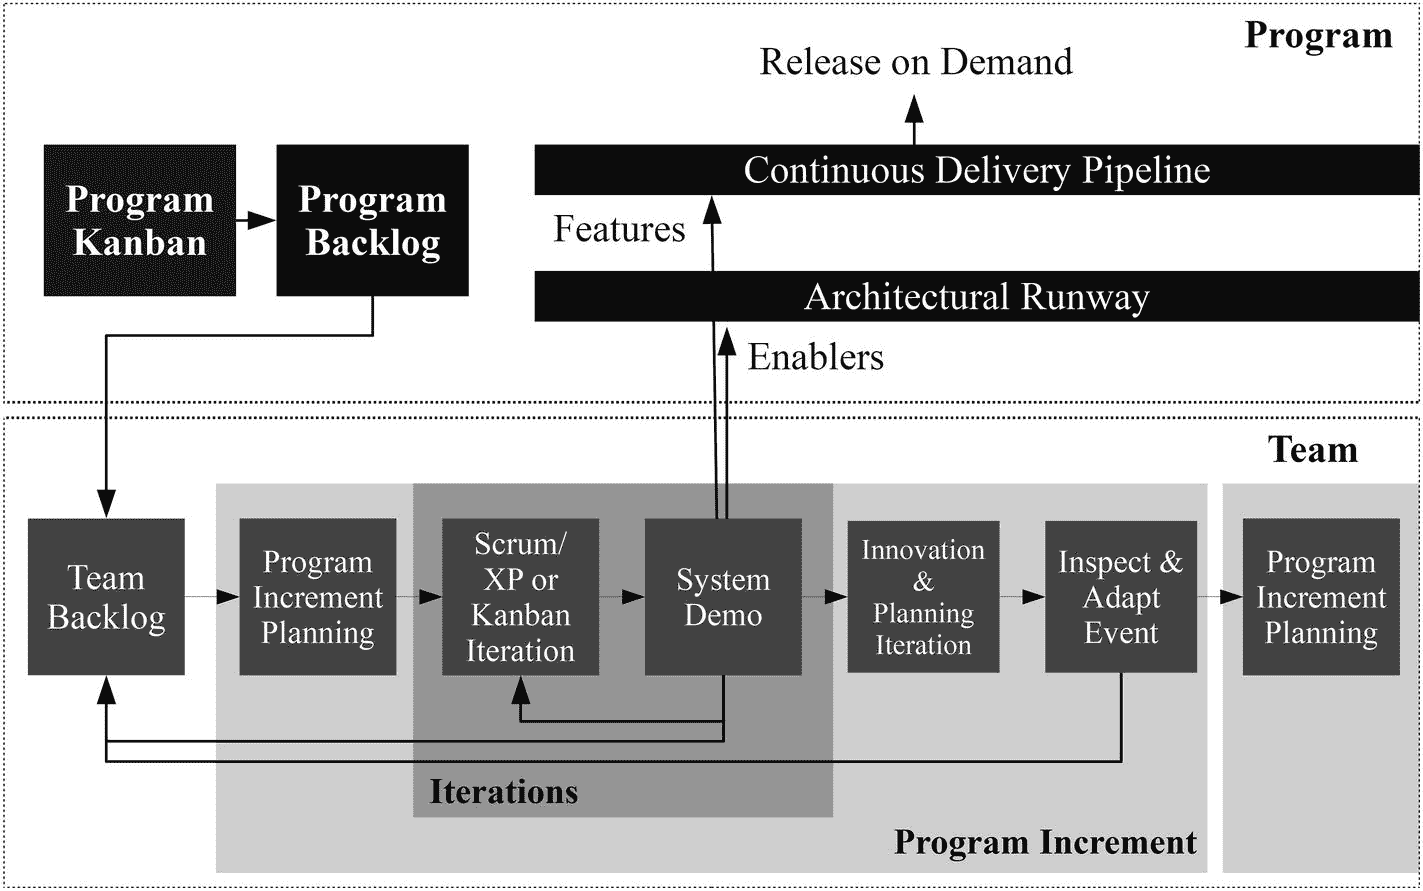 Program
Release on Demand
Program
Kanban
Program
Backlog
Continuous Delivery Pipeline
Features
Architectural Runway
Enablers
Team
Team
Backlog
Program
Increment
Planning
Scrum/
XP or
Kanban
Iteration
System
Demo
Innovation
&
Planning
Iteration
Inspect &
Adapt
Event
Program
Increment
Planning
Iterations
Program Increment